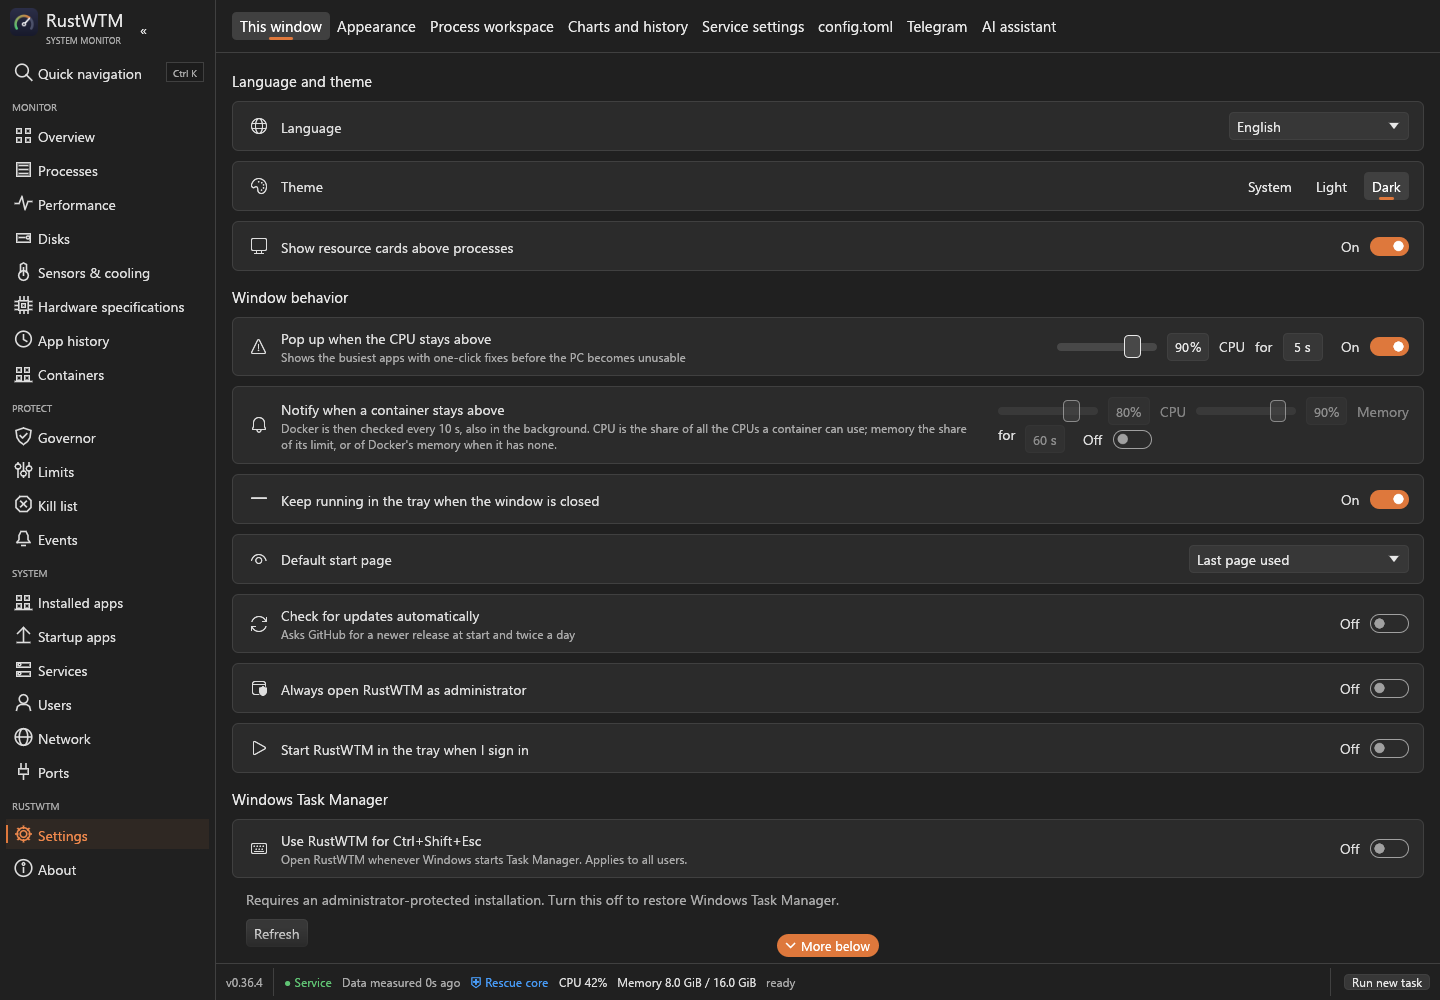 RustWTM
SYSTEM MONITOR
«
Quick navigation
Ctrl K
MONITOR
Overview
Processes
Performance
Disks
Sensors & cooling
Hardware specifications
App history
Containers
PROTECT
Governor
Limits
Kill list
Events
SYSTEM
Installed apps
Startup apps
Services
Users
Network
Ports
RUSTWTM
Settings
About
This window
Appearance
Process workspace
Charts and history
Service settings
config.toml
Telegram
AI assistant
Language and theme
Language
English
Theme
System
Light
Dark
Show resource cards above processes
On
Window behavior
Pop up when the CPU stays above
Shows the busiest apps with one-click fixes before the PC becomes unusable
90%
CPU
for
5 s
On
Notify when a container stays above
Docker is then checked every 10 s, also in the background. CPU is the share of all the CPUs a container can use; memory the share
of its limit, or of Docker's memory when it has none.
80%
CPU
90%
Memory
for
60 s
Off
Keep running in the tray when the window is closed
On
Default start page
Last page used
Check for updates automatically
Asks GitHub for a newer release at start and twice a day
Off
Always open RustWTM as administrator
Off
Start RustWTM in the tray when I sign in
Off
Windows Task Manager
Use RustWTM for Ctrl+Shift+Esc
Open RustWTM whenever Windows starts Task Manager. Applies to all users.
Off
Requires an administrator-protected installation. Turn this off to restore Windows Task Manager.
Refresh
More below
v0.36.4
Service
Data measured 0s ago
Rescue core
CPU 42%
Memory 8.0 GiB / 16.0 GiB
ready
Run new task